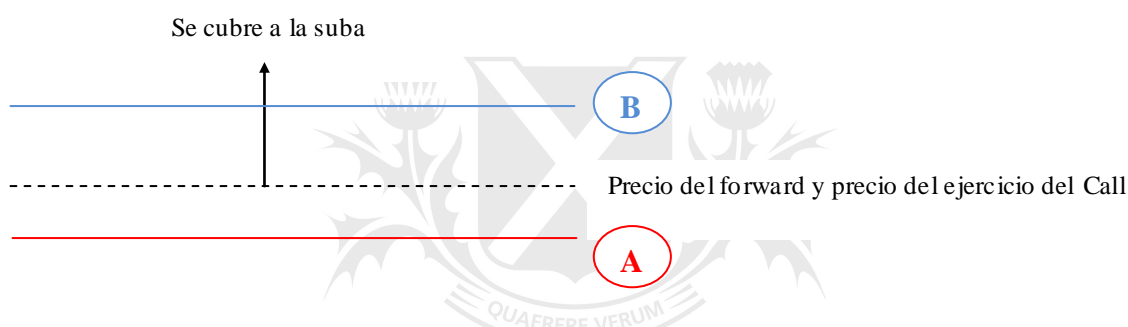 Se cubre a la suba
B
Precio del forward y precio del ejercicio del Call
A
QUAERERE VERUM